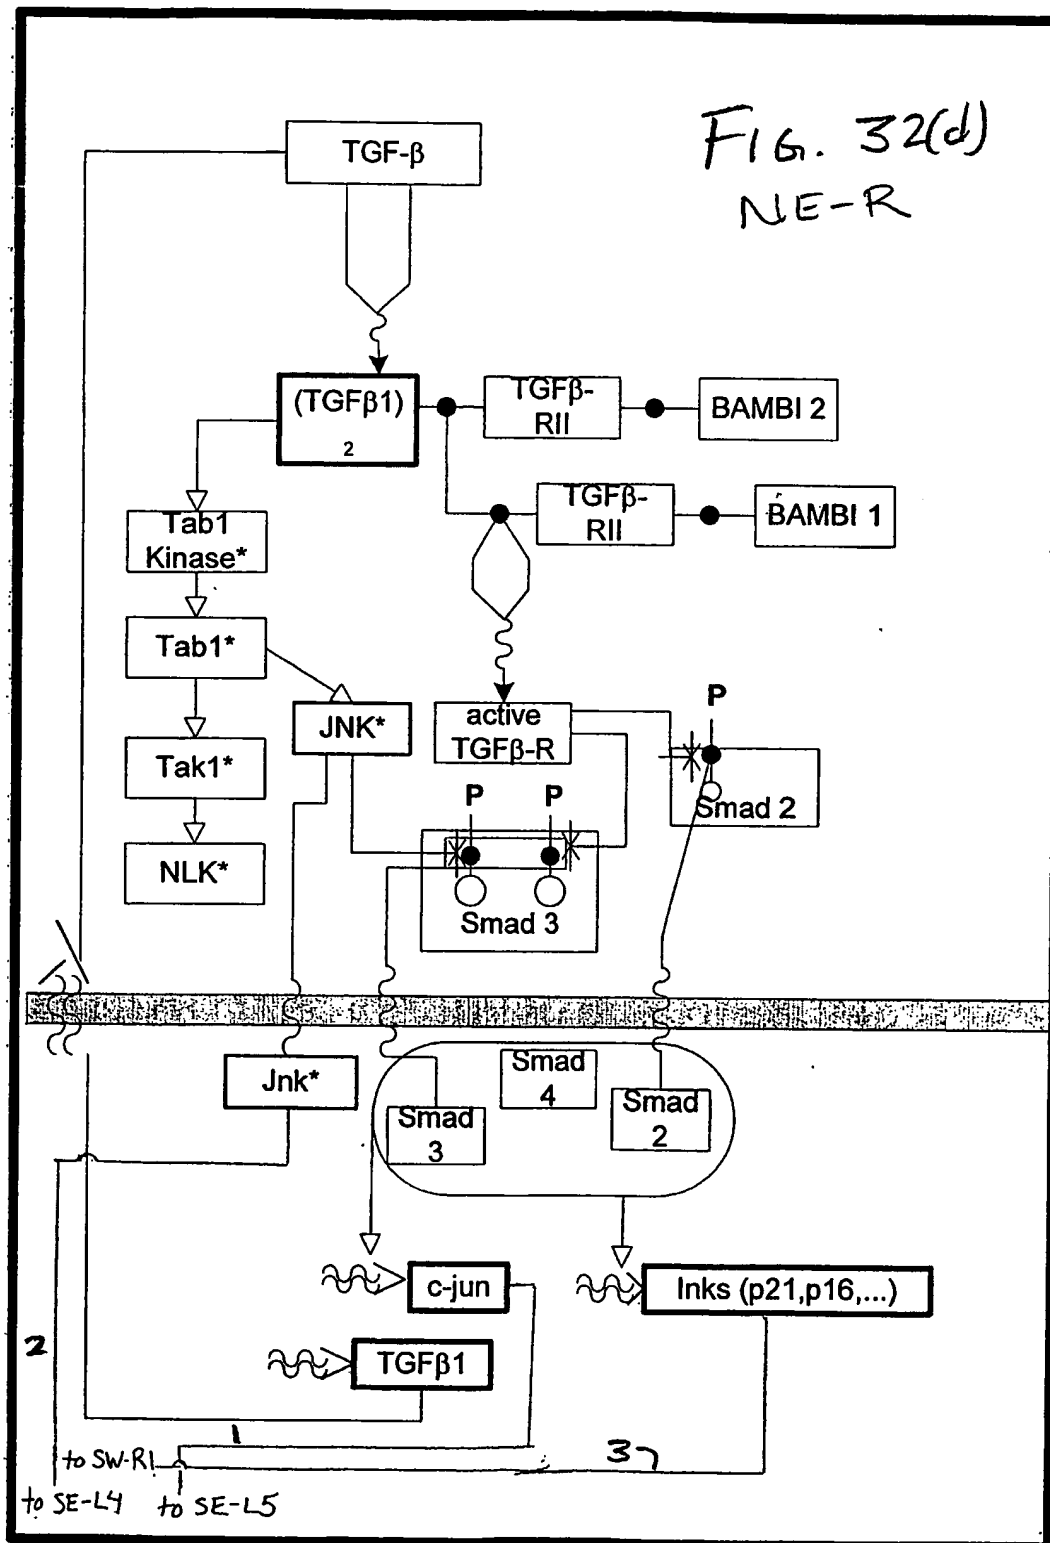 FIG. 32(d)
NE-R
TGF-β
(TGFβ1)
2
TGFβ-
RII
BAMBI 2
TGFβ-
RII
BAMBI 1
Tab1
Kinase*
Tab1*
JNK*
active
TGFβ-R
P
Smad 2
Tak1*
P P
Smad 3
NLK*
Jnk*
Smad
4
Smad
3
Smad
2
c-jun
Inks (p21,p16,...)
2
TGFβ1
1
3
to SW-R1
to SE-L4
to SE-L5